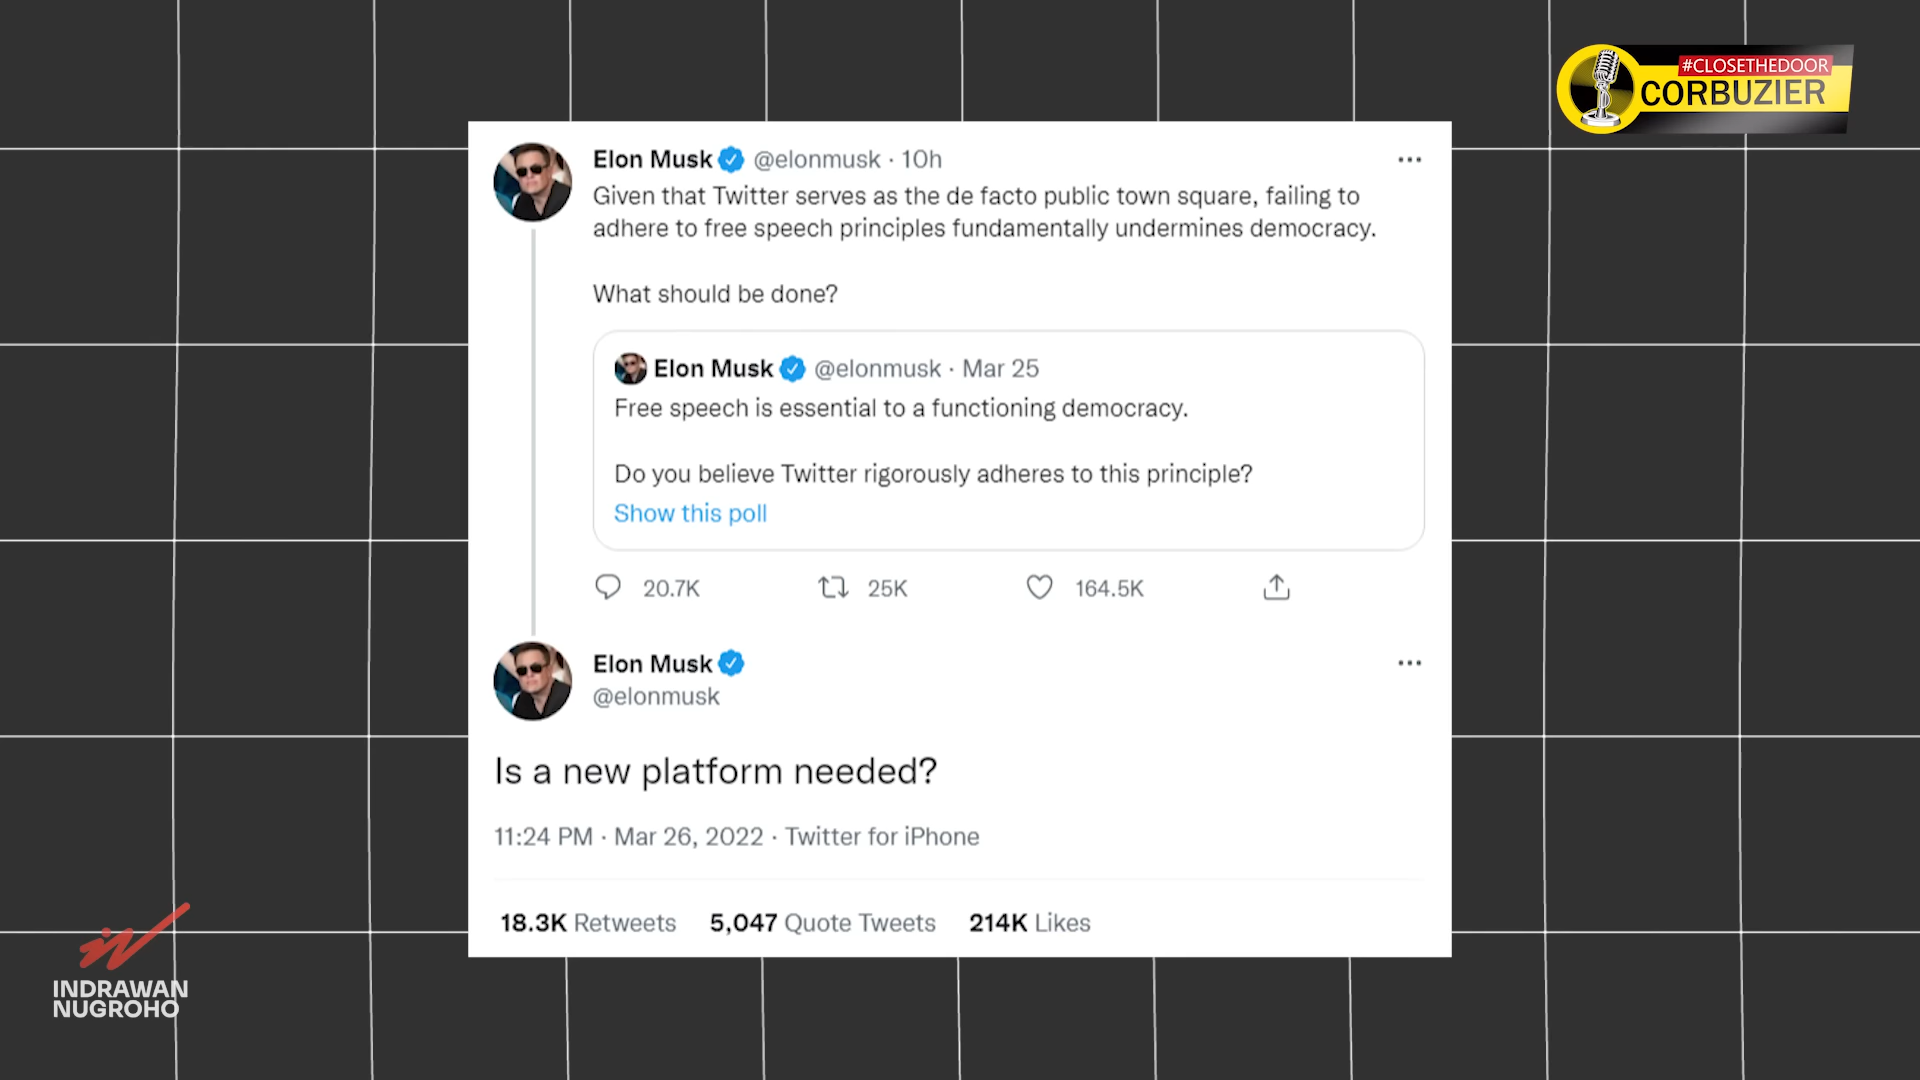 #CLOSETHEDOOR
CORBUZIER
Elon Musk @elonmusk · 10h
Given that Twitter serves as the de facto public town square, failing to
adhere to free speech principles fundamentally undermines democracy.
What should be done?
Elon Musk @elonmusk · Mar 25
Free speech is essential to a functioning democracy.
Do you believe Twitter rigorously adheres to this principle?
Show this poll
20.7K 25K 164.5K
Elon Musk
@elonmusk
Is a new platform needed?
11:24 PM · Mar 26, 2022 · Twitter for iPhone
18.3K Retweets 5,047 Quote Tweets 214K Likes
INDRAWAN
NUGROHO